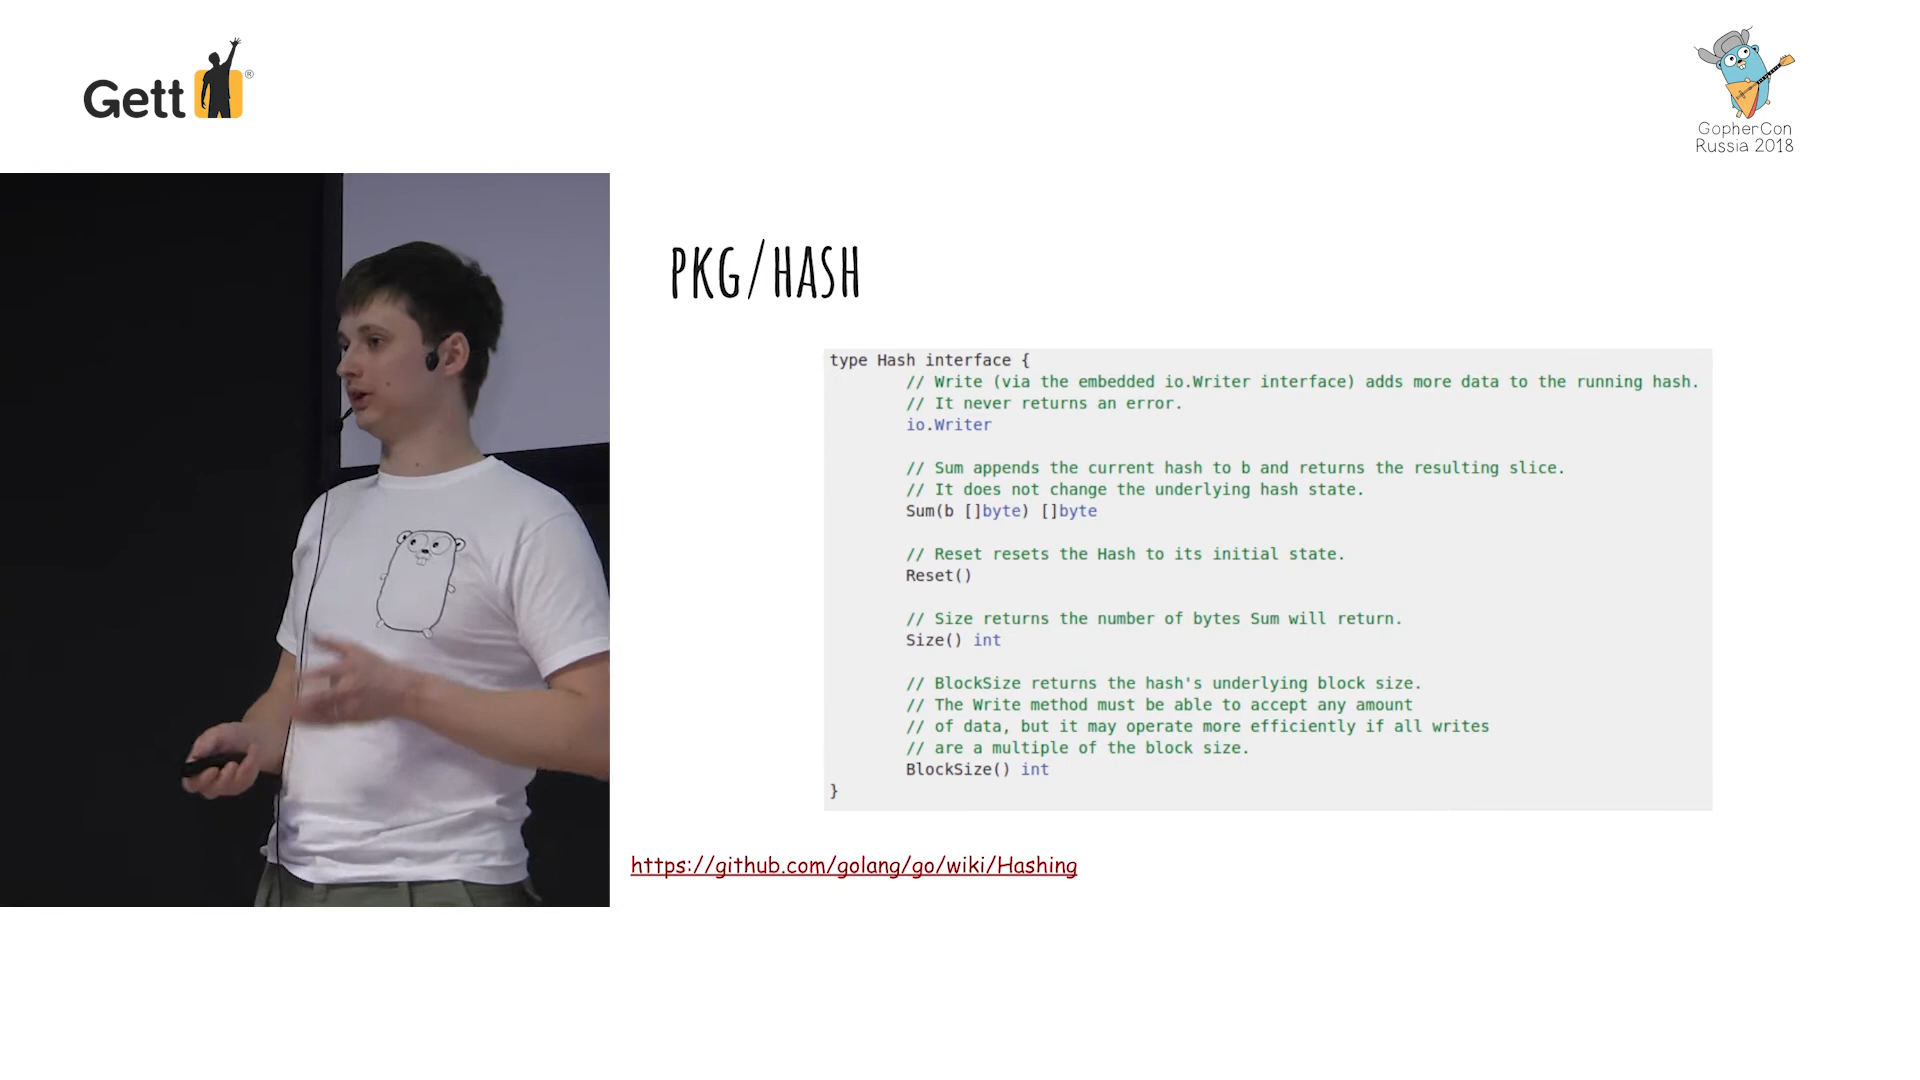 Gett®
GopherCon
Russia 2018
PKG/HASH
type Hash interface {
        // Write (via the embedded io.Writer interface) adds more data to the running hash.
        // It never returns an error.
        io.Writer

        // Sum appends the current hash to b and returns the resulting slice.
        // It does not change the underlying hash state.
        Sum(b []byte) []byte

        // Reset resets the Hash to its initial state.
        Reset()

        // Size returns the number of bytes Sum will return.
        Size() int

        // BlockSize returns the hash's underlying block size.
        // The Write method must be able to accept any amount
        // of data, but it may operate more efficiently if all writes
        // are a multiple of the block size.
        BlockSize() int
}
https://github.com/golang/go/wiki/Hashing